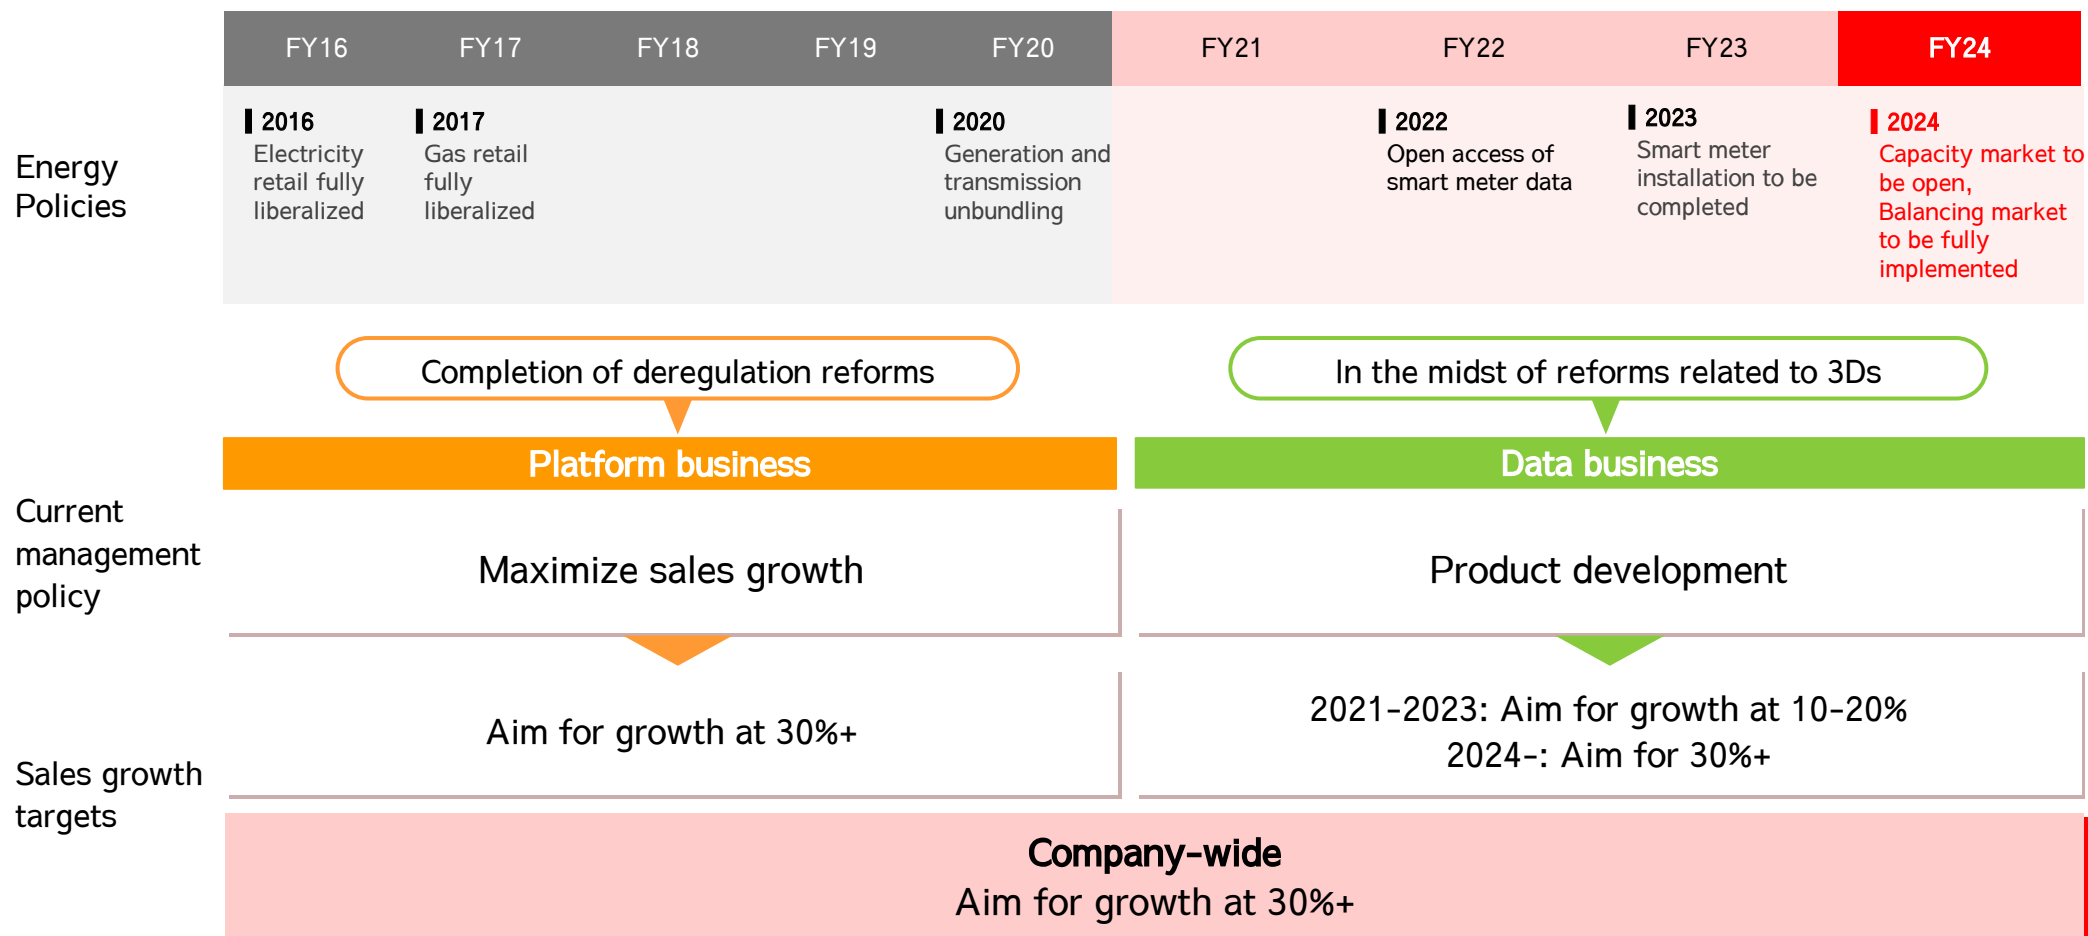 FY16 FY17 FY18 FY19 FY20 FY21 FY22 FY23 FY24
Energy
Policies
2016
Electricity
retail fully
liberalized
2017
Gas retail
fully
liberalized
2020
Generation and
transmission
unbundling
2022
Open access of
smart meter data
2023
Smart meter
installation to be
completed
2024
Capacity market to
be open,
Balancing market
to be fully
implemented
Completion of deregulation reforms
In the midst of reforms related to 3Ds
Platform business
Data business
Current
management
policy
Maximize sales growth
Product development
Sales growth
targets
Aim for growth at 30%+
2021-2023: Aim for growth at 10-20%
2024-: Aim for 30%+
Company-wide
Aim for growth at 30%+